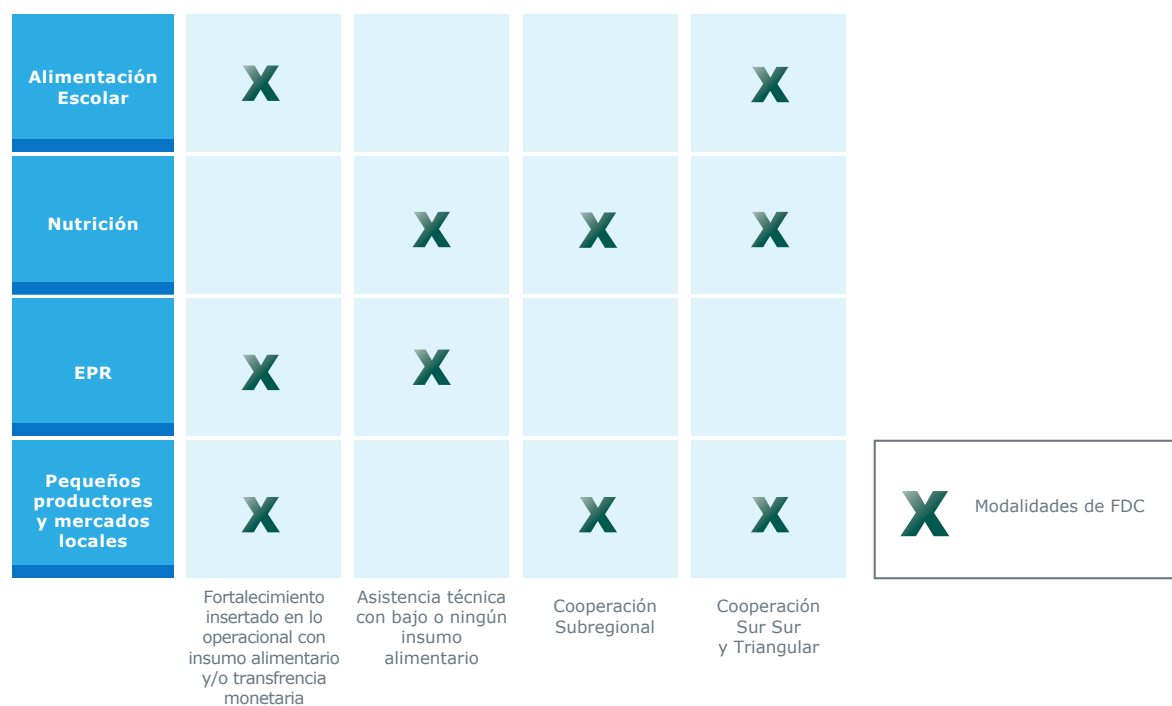 Alimentación
Escolar
X
X
Nutrición
X
X
X
EPR
X
X
Pequeños
productores
y mercados
locales
X
X
X
X
Modalidades de FDC
Fortalecimiento
insertado en lo
operacional con
insumo alimentario
y/o transfrencia
monetaria
Asistencia técnica
con bajo o ningún
insumo
alimentario
Cooperación
Subregional
Cooperación
Sur Sur
y Triangular